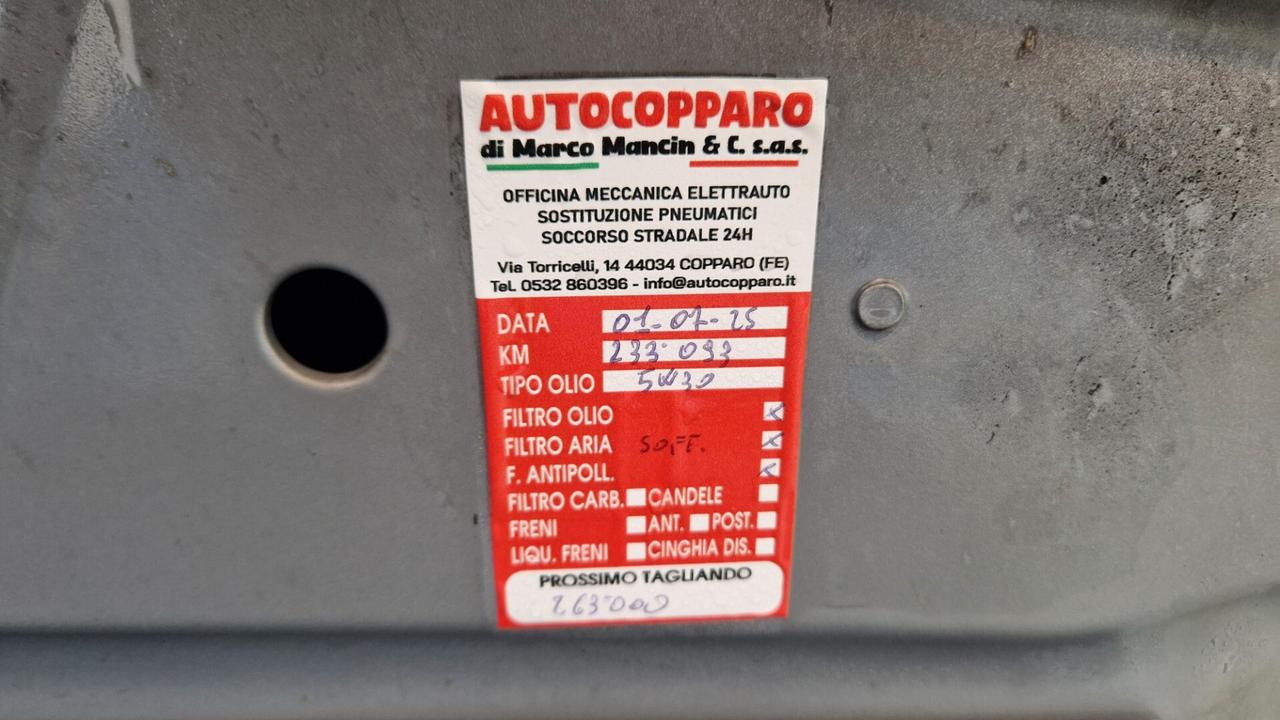 AUTOCOPPARO
di Marco Mancin & C. s.a.s.
OFFICINA MECCANICA ELETTRAUTO
SOSTITUZIONE PNEUMATICI
SOCCORSO STRADALE 24H
Via Torricelli, 14 44034 COPPARO (FE)
Tel. 0532 860396 - info@autocopparo.it
DATA 01-07-25
KM 233.093
TIPO OLIO 5W30
FILTRO OLIO X
FILTRO ARIA X
F. ANTIPOLL. X
FILTRO CARB. CANDELE
FRENI ANT. POST.
LIQU. FRENI CINGHIA DIS.
PROSSIMO TAGLIANDO
263.000